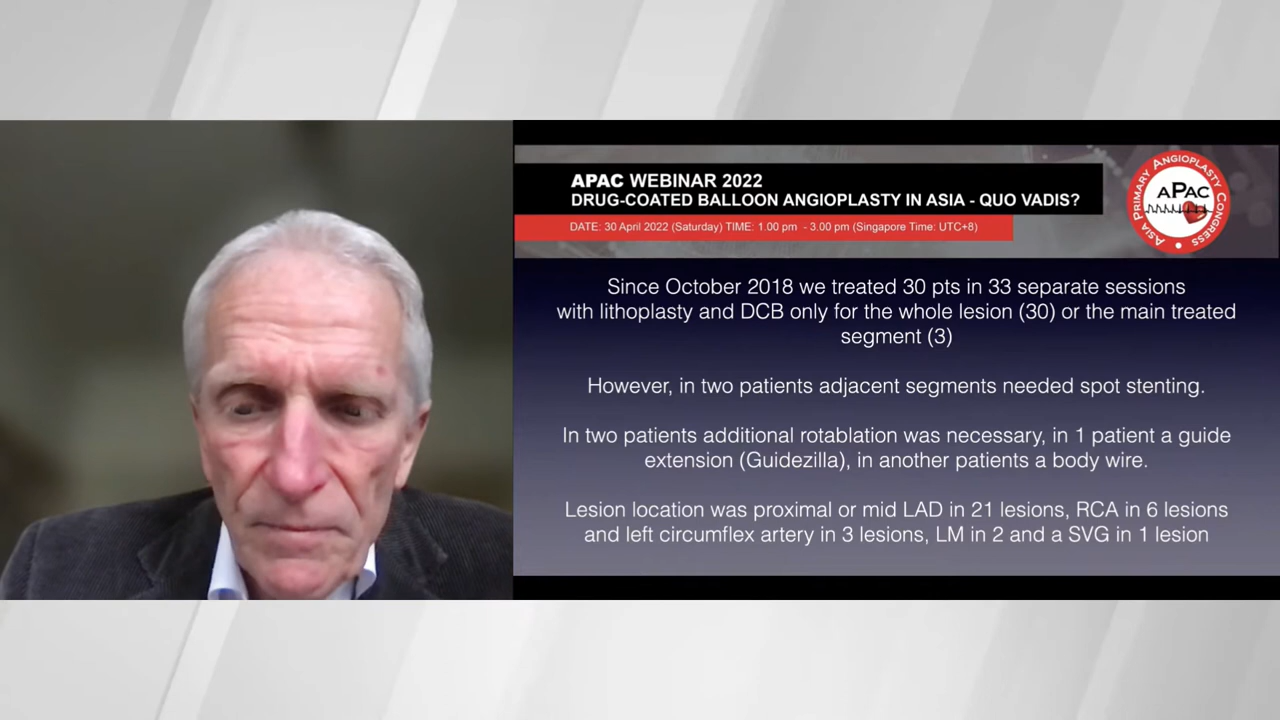 APAC WEBINAR 2022
DRUG-COATED BALLOON ANGIOPLASTY IN ASIA - QUO VADIS?
DATE: 30 April 2022 (Saturday) TIME: 1.00 pm - 3.00 pm (Singapore Time: UTC+8)
ASIA PRIMARY ANGIOPLASTY CONGRESS
APAC
Since October 2018 we treated 30 pts in 33 separate sessions
with lithoplasty and DCB only for the whole lesion (30) or the main treated
segment (3)
However, in two patients adjacent segments needed spot stenting.
In two patients additional rotablation was necessary, in 1 patient a guide
extension (Guidezilla), in another patients a body wire.
Lesion location was proximal or mid LAD in 21 lesions, RCA in 6 lesions
and left circumflex artery in 3 lesions, LM in 2 and a SVG in 1 lesion